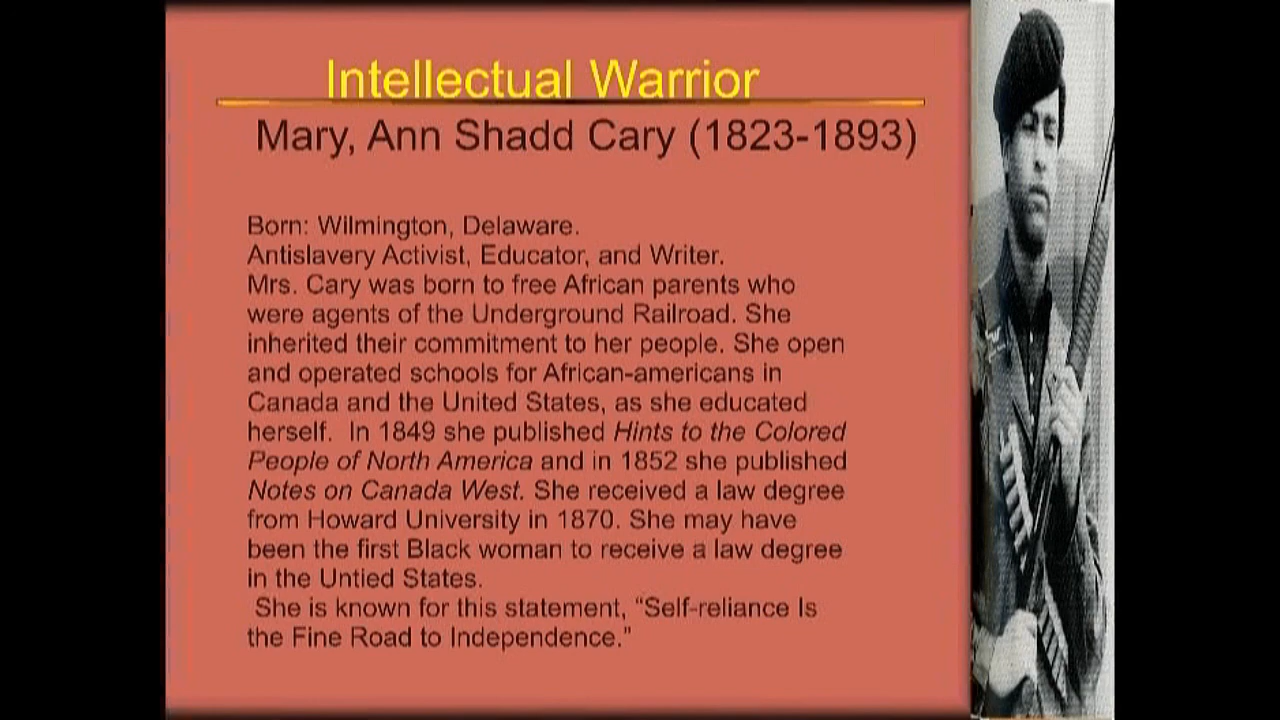 Intellectual Warrior
Mary, Ann Shadd Cary (1823-1893)
Born: Wilmington, Delaware.
Antislavery Activist, Educator, and Writer.
Mrs. Cary was born to free African parents who
were agents of the Underground Railroad. She
inherited their commitment to her people. She open
and operated schools for African-americans in
Canada and the United States, as she educated
herself.  In 1849 she published Hints to the Colored
People of North America and in 1852 she published
Notes on Canada West. She received a law degree
from Howard University in 1870. She may have
been the first Black woman to receive a law degree
in the Untied States.
She is known for this statement, “Self-reliance Is
the Fine Road to Independence.”